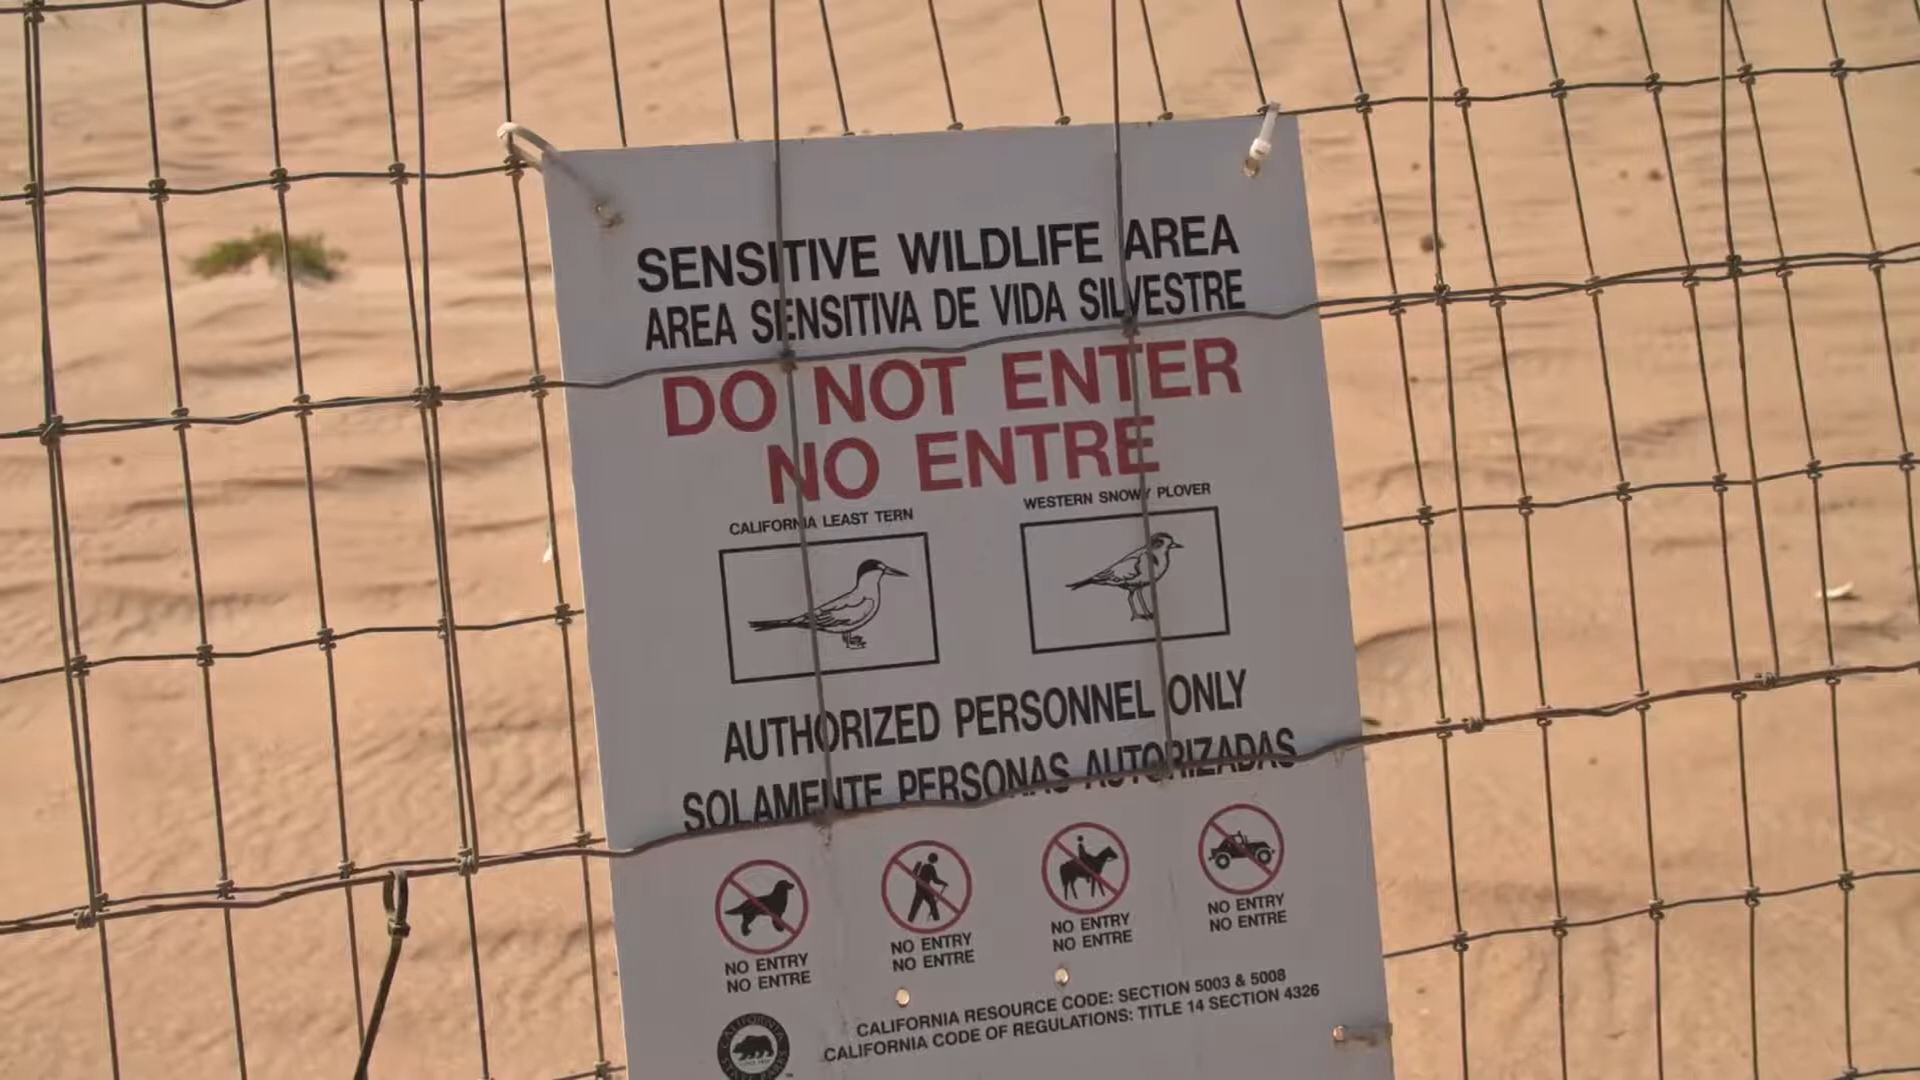 SENSITIVE WILDLIFE AREA
AREA SENSITIVA DE VIDA SILVESTRE
DO NOT ENTER
NO ENTRE
CALIFORNIA LEAST TERN
WESTERN SNOWY PLOVER
AUTHORIZED PERSONNEL ONLY
SOLAMENTE PERSONAS AUTORIZADAS
NO ENTRY
NO ENTRE
NO ENTRY
NO ENTRE
NO ENTRY
NO ENTRE
NO ENTRY
NO ENTRE
CALIFORNIA RESOURCE CODE: SECTION 5003 & 5008
CALIFORNIA CODE OF REGULATIONS: TITLE 14 SECTION 4326
CALIFORNIA